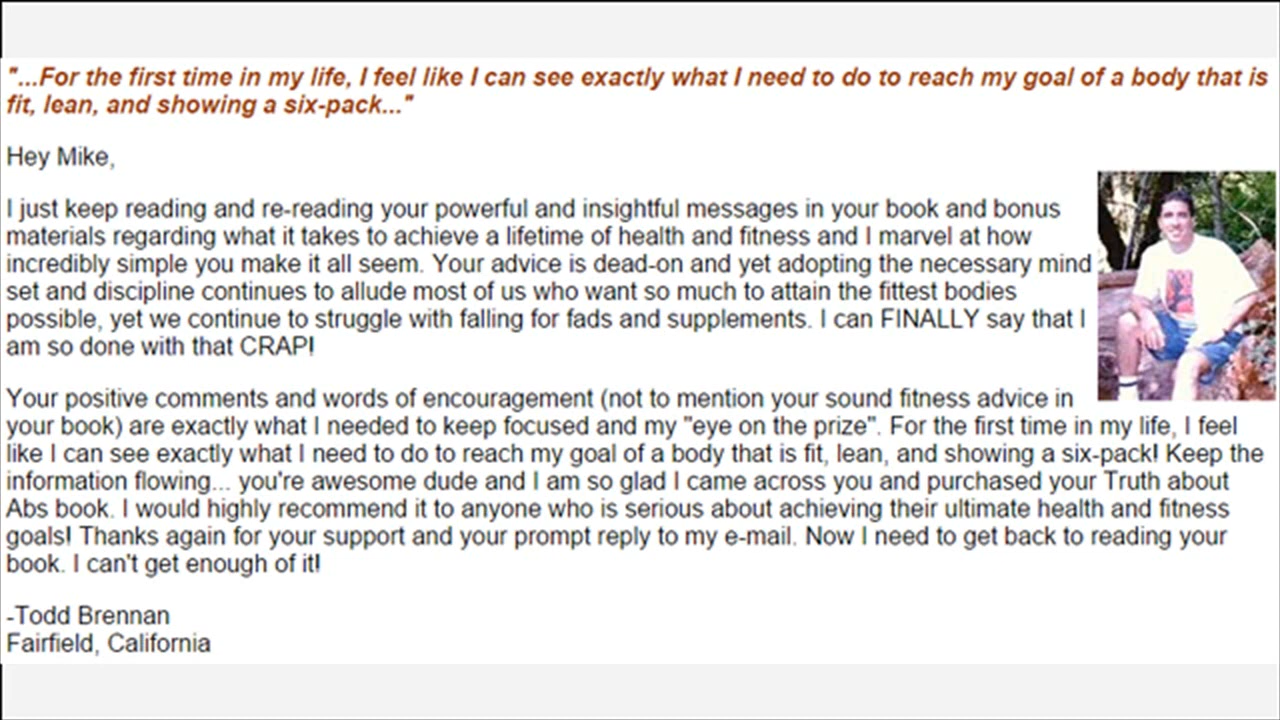 "...For the first time in my life, I feel like I can see exactly what I need to do to reach my goal of a body that is
fit, lean, and showing a six-pack..."
Hey Mike,
I just keep reading and re-reading your powerful and insightful messages in your book and bonus
materials regarding what it takes to achieve a lifetime of health and fitness and I marvel at how
incredibly simple you make it all seem. Your advice is dead-on and yet adopting the necessary mind
set and discipline continues to allude most of us who want so much to attain the fittest bodies
possible, yet we continue to struggle with falling for fads and supplements. I can FINALLY say that I
am so done with that CRAP!
Your positive comments and words of encouragement (not to mention your sound fitness advice in
your book) are exactly what I needed to keep focused and my "eye on the prize". For the first time in my life, I feel
like I can see exactly what I need to do to reach my goal of a body that is fit, lean, and showing a six-pack! Keep the
information flowing... you're awesome dude and I am so glad I came across you and purchased your Truth about
Abs book. I would highly recommend it to anyone who is serious about achieving their ultimate health and fitness
goals! Thanks again for your support and your prompt reply to my e-mail. Now I need to get back to reading your
book. I can't get enough of it!
-Todd Brennan
Fairfield, California